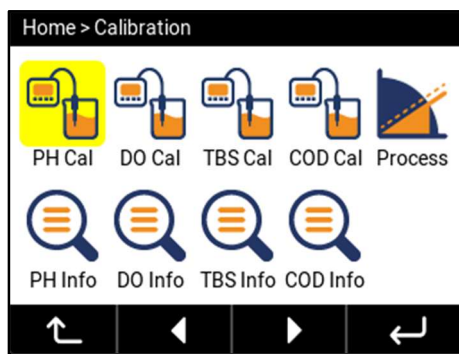 Home > Calibration
PH Cal DO Cal TBS Cal COD Cal Process
PH Info DO Info TBS Info COD Info